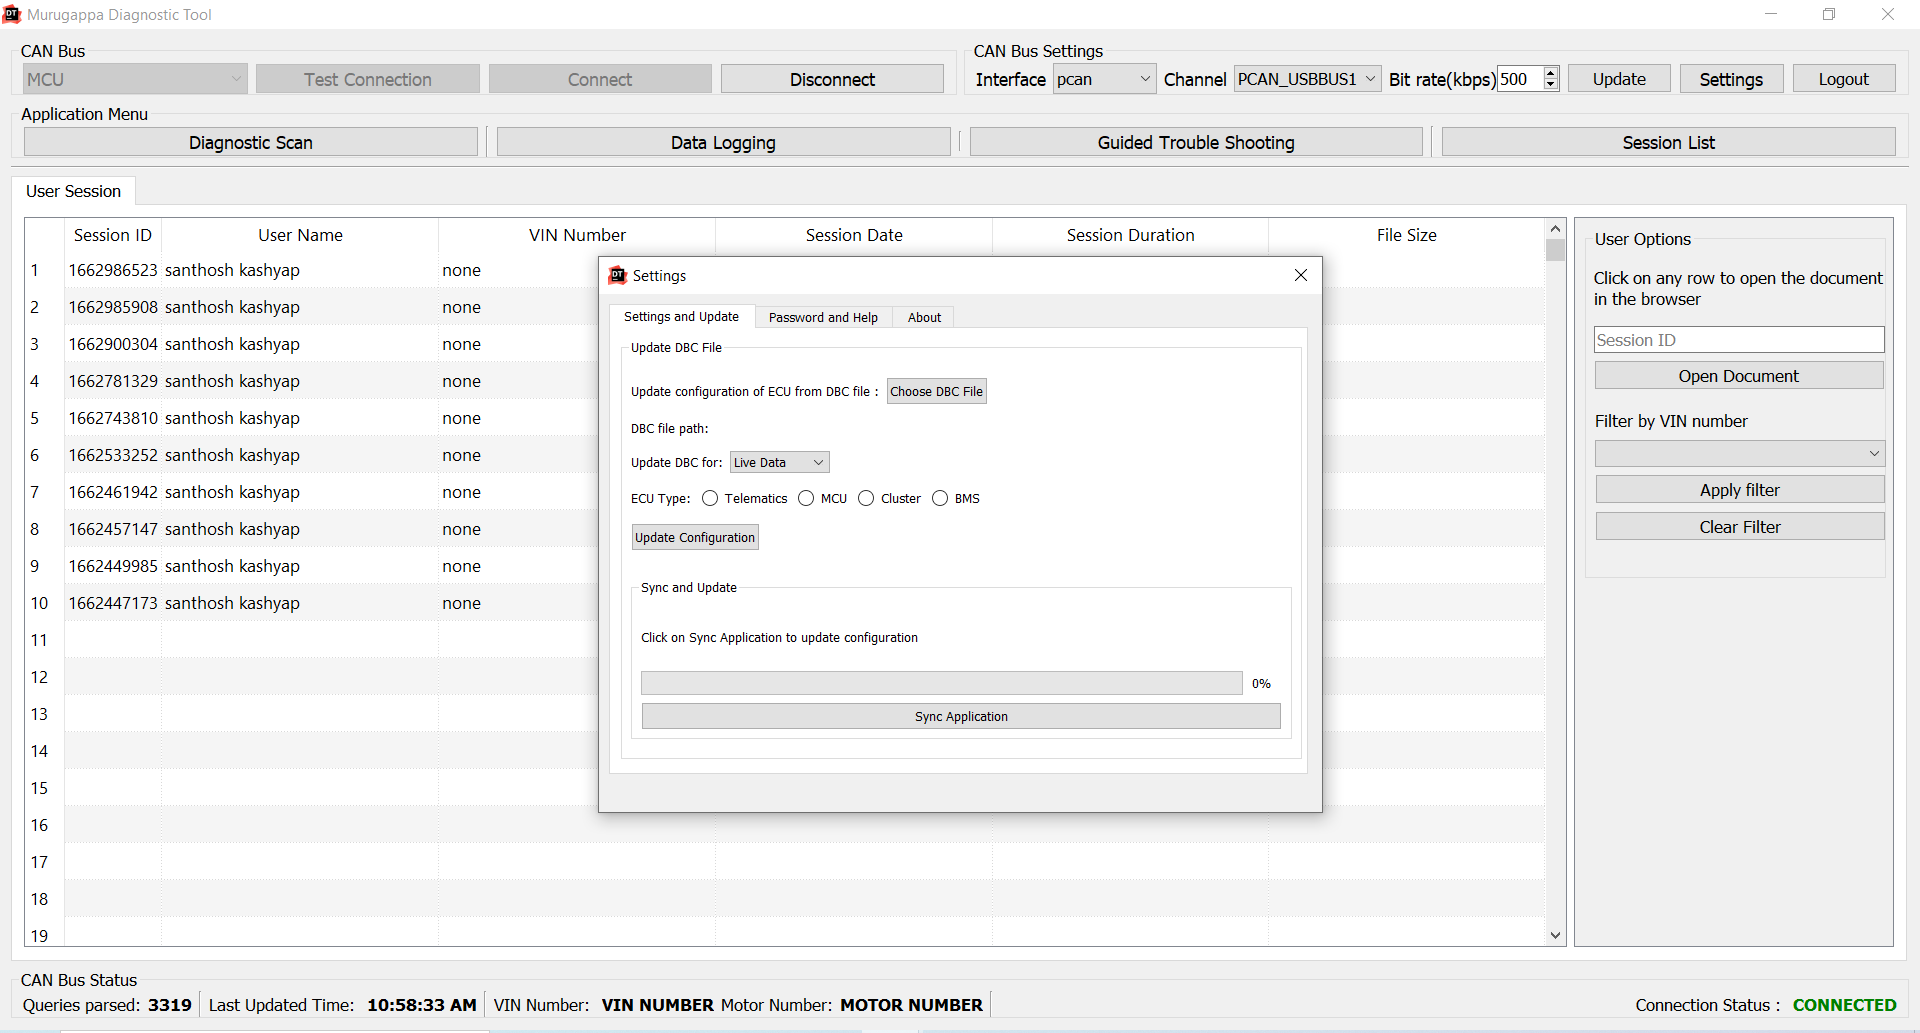 Murugappa Diagnostic Tool
CAN Bus
MCU Test Connection Connect Disconnect
CAN Bus Settings
Interface pcan Channel PCAN_USBBUS1 Bit rate(kbps) 500 Update Settings Logout
Application Menu
Diagnostic Scan Data Logging Guided Trouble Shooting Session List
User Session
Session ID User Name VIN Number Session Date Session Duration File Size
1 1662986523 santhosh kashyap none
2 1662985908 santhosh kashyap none
3 1662900304 santhosh kashyap none
4 1662781329 santhosh kashyap none
5 1662743810 santhosh kashyap none
6 1662533252 santhosh kashyap none
7 1662461942 santhosh kashyap none
8 1662457147 santhosh kashyap none
9 1662449985 santhosh kashyap none
10 1662447173 santhosh kashyap none
11
12
13
14
15
16
17
18
19
Settings
Settings and Update Password and Help About
Update DBC File
Update configuration of ECU from DBC file : Choose DBC File
DBC file path:
Update DBC for: Live Data
ECU Type: Telematics MCU Cluster BMS
Update Configuration
Sync and Update
Click on Sync Application to update configuration
0%
Sync Application
User Options
Click on any row to open the document
in the browser
Session ID
Open Document
Filter by VIN number
Apply filter
Clear Filter
CAN Bus Status
Queries parsed: 3319 Last Updated Time: 10:58:33 AM VIN Number: VIN NUMBER Motor Number: MOTOR NUMBER Connection Status : CONNECTED